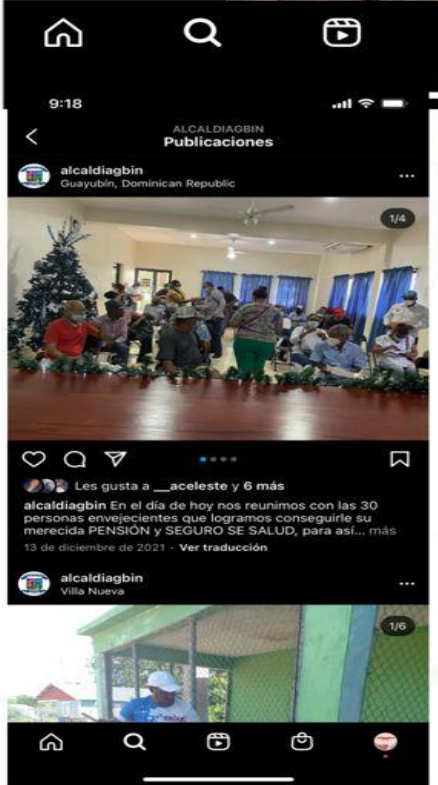 9:18
ALCALDIAGBIN
Publicaciones
alcaldiagbin
Guayubín, Dominican Republic
1/4
Les gusta a __aceleste y 6 más
alcaldiagbin En el día de hoy nos reunimos con las 30
personas envejecientes que logramos conseguirle su
merecida PENSIÓN y SEGURO SE SALUD, para así... más
13 de diciembre de 2021 - Ver traducción
alcaldiagbin
Villa Nueva
1/6